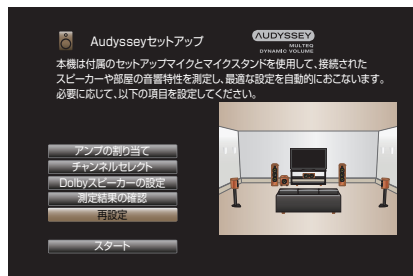 Audysseyセットアップ
AUDYSSEY
MULTEQ
DYNAMIC VOLUME
本機は付属のセットアップマイクとマイクスタンドを使用して、接続された
スピーカーや部屋の音響特性を測定し、最適な設定を自動的におこないます。
必要に応じて、以下の項目を設定してください。
アンプの割り当て
チャンネルセレクト
Dolbyスピーカーの設定
測定結果の確認
再設定
スタート